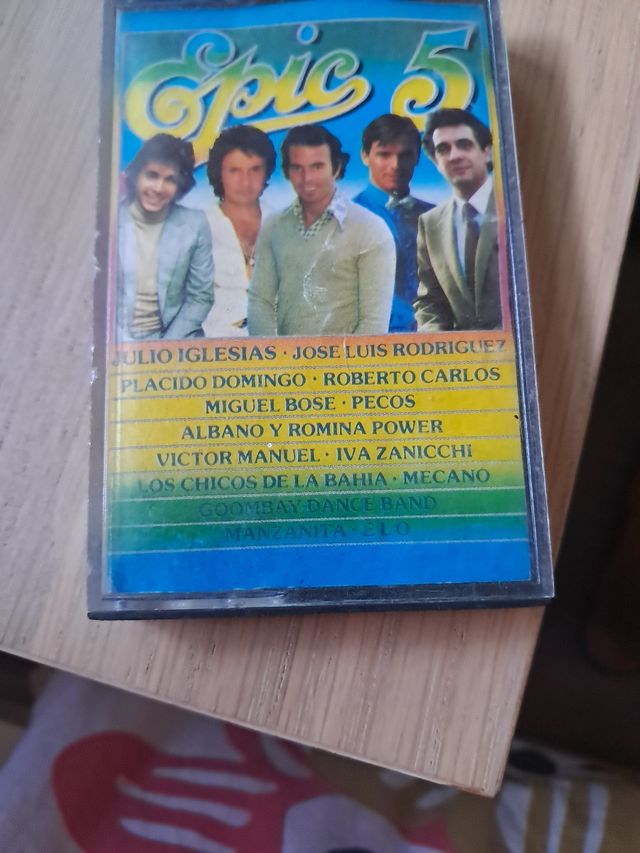 Epic 5
JULIO IGLESIAS · JOSE LUIS RODRIGUEZ
PLACIDO DOMINGO · ROBERTO CARLOS
MIGUEL BOSE · PECOS
ALBANO Y ROMINA POWER
VICTOR MANUEL · IVA ZANICCHI
LOS CHICOS DE LA BAHIA · MECANO
GOOMBAY DANCE BAND
MANZANITA · E L O